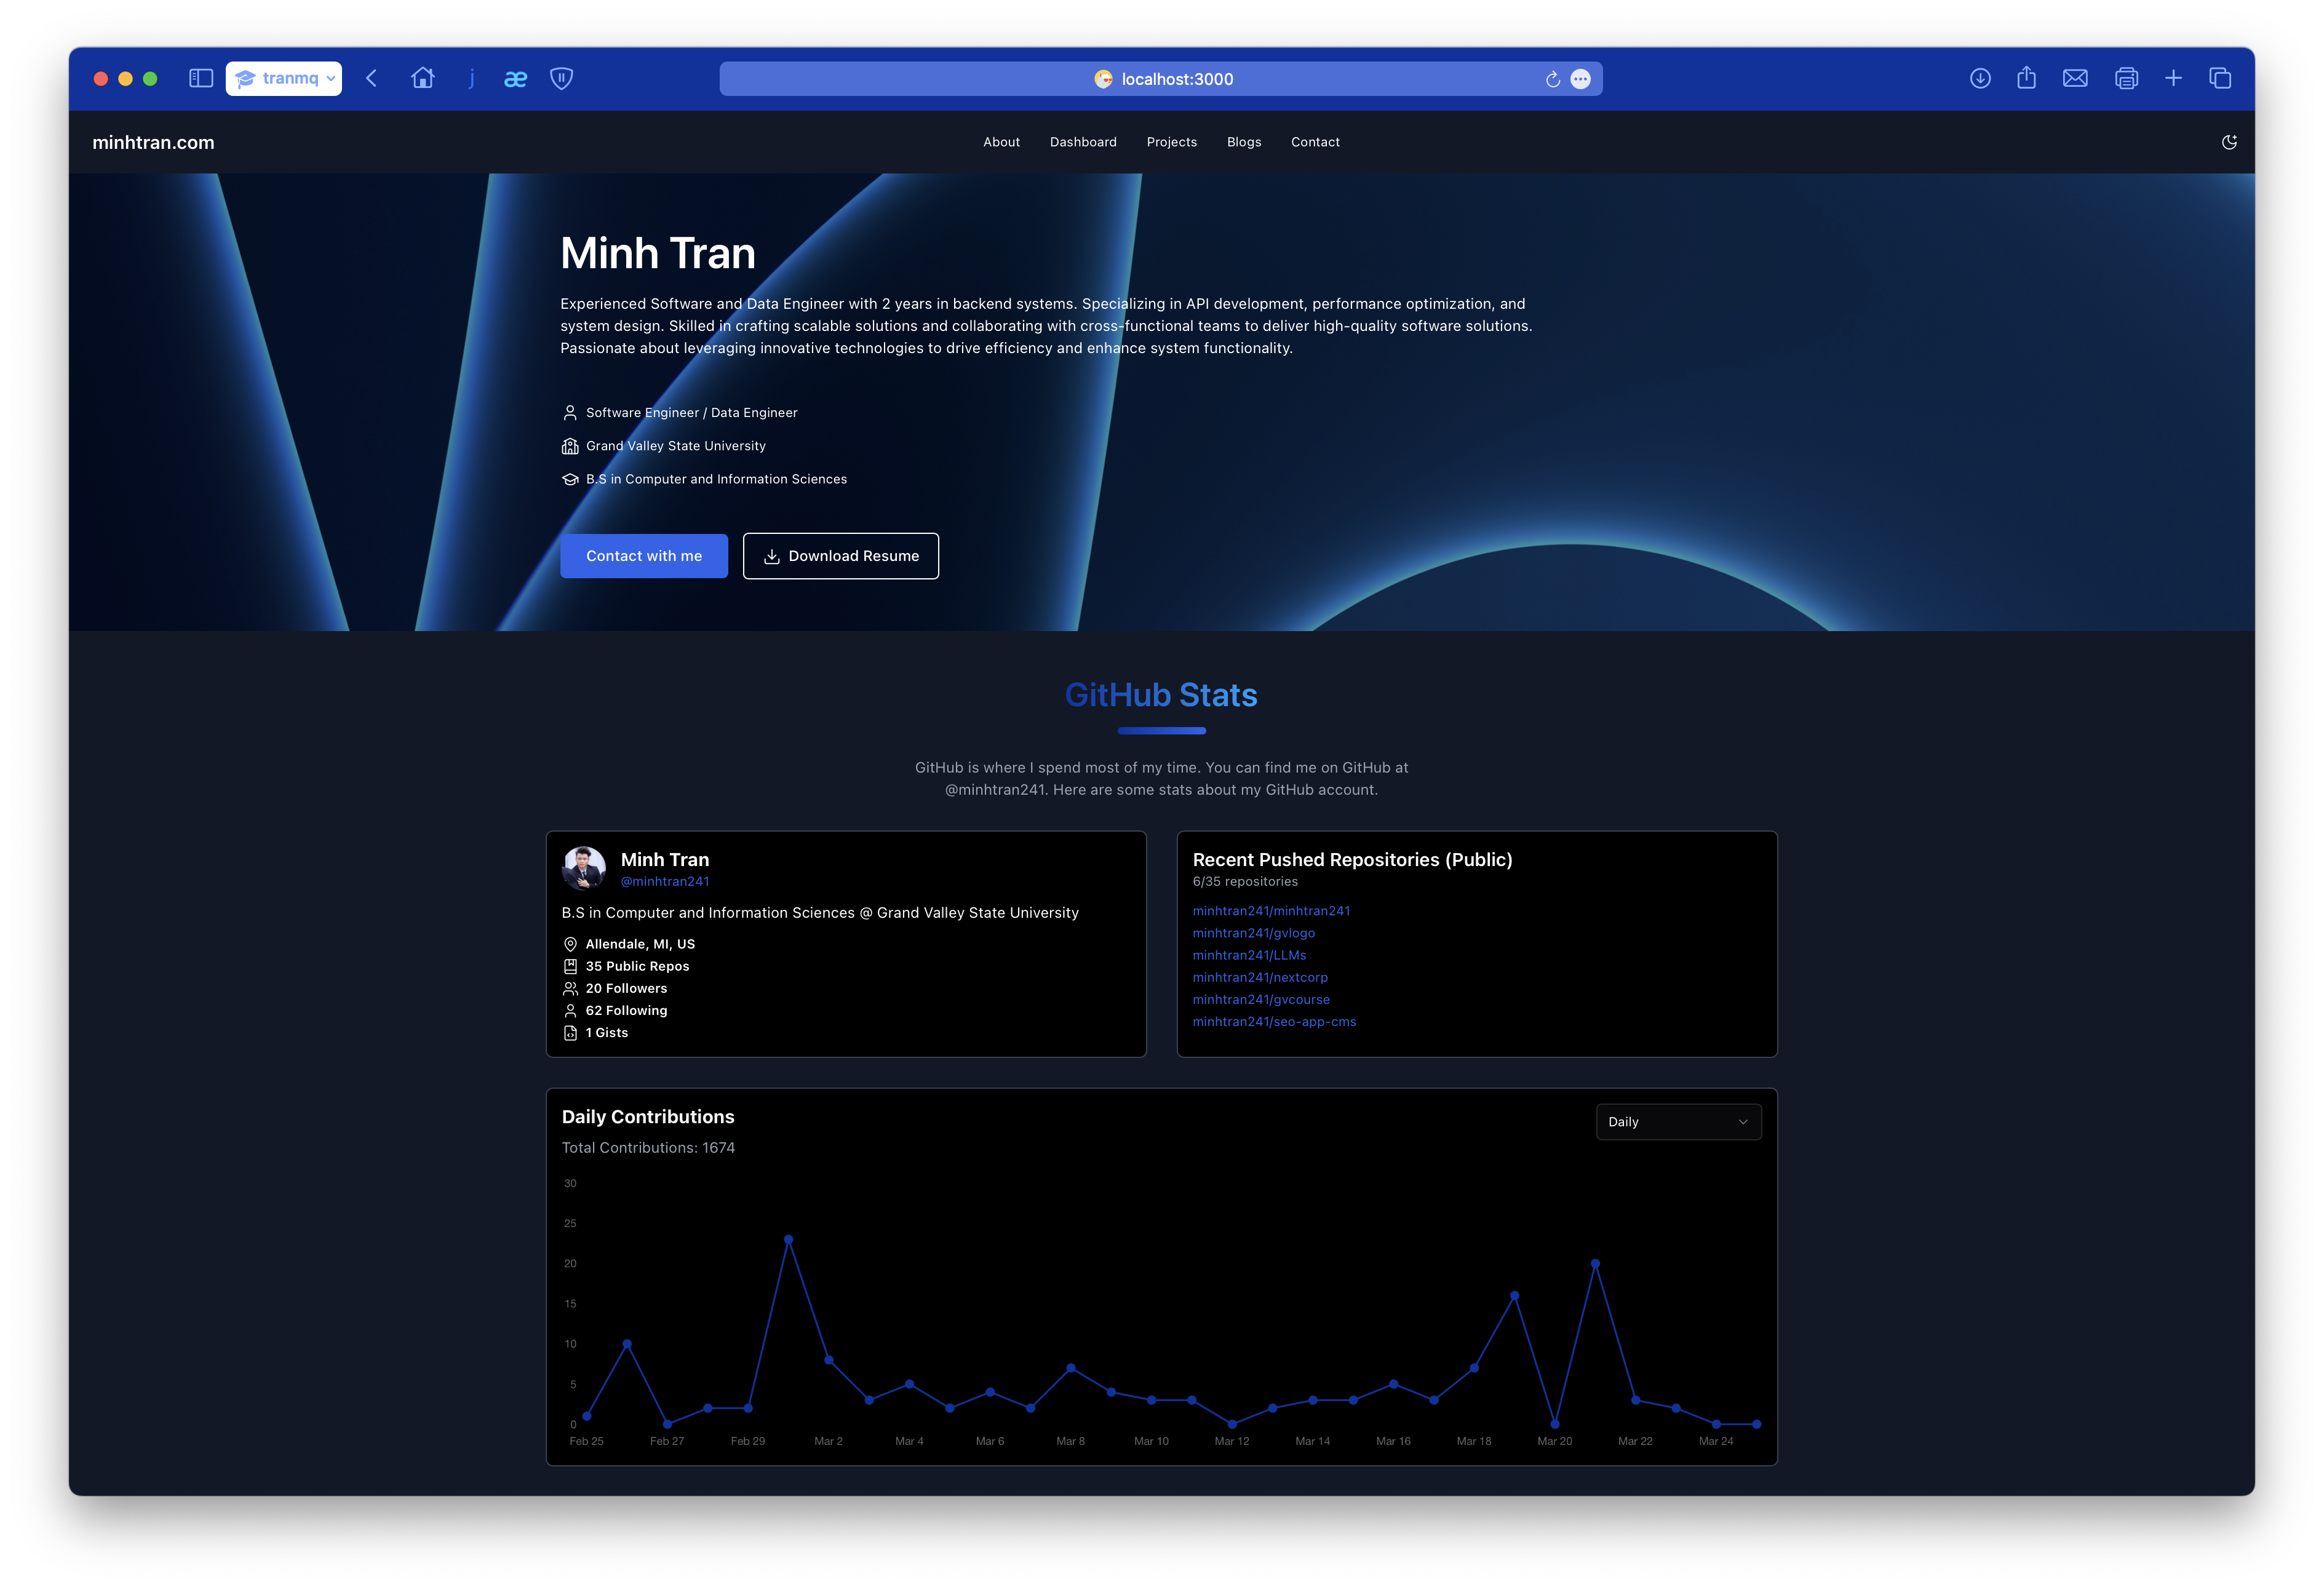 tranmq
j
æ
localhost:3000
minhtran.com
About
Dashboard
Projects
Blogs
Contact
Minh Tran
Experienced Software and Data Engineer with 2 years in backend systems. Specializing in API development, performance optimization, and
system design. Skilled in crafting scalable solutions and collaborating with cross-functional teams to deliver high-quality software solutions.
Passionate about leveraging innovative technologies to drive efficiency and enhance system functionality.
Software Engineer / Data Engineer
Grand Valley State University
B.S in Computer and Information Sciences
Contact with me
Download Resume
GitHub Stats
GitHub is where I spend most of my time. You can find me on GitHub at
@minhtran241. Here are some stats about my GitHub account.
Minh Tran
@minhtran241
B.S in Computer and Information Sciences @ Grand Valley State University
Allendale, MI, US
35 Public Repos
20 Followers
62 Following
1 Gists
Recent Pushed Repositories (Public)
6/35 repositories
minhtran241/minhtran241
minhtran241/gvlogo
minhtran241/LLMs
minhtran241/nextcorp
minhtran241/gvcourse
minhtran241/seo-app-cms
Daily Contributions
Daily
Total Contributions: 1674
30
25
20
15
10
5
0
Feb 25
Feb 27
Feb 29
Mar 2
Mar 4
Mar 6
Mar 8
Mar 10
Mar 12
Mar 14
Mar 16
Mar 18
Mar 20
Mar 22
Mar 24